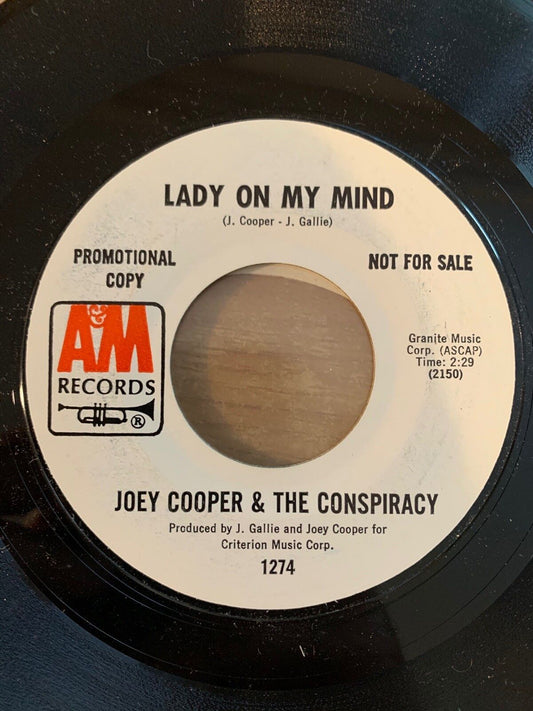 LADY ON MY MIND
(J. Cooper - J. Gallie)
PROMOTIONAL
COPY
NOT FOR SALE
A&M
RECORDS
®
Granite Music
Corp. (ASCAP)
Time: 2:29
(2150)
JOEY COOPER & THE CONSPIRACY
Produced by J. Gallie and Joey Cooper for
Criterion Music Corp.
1274